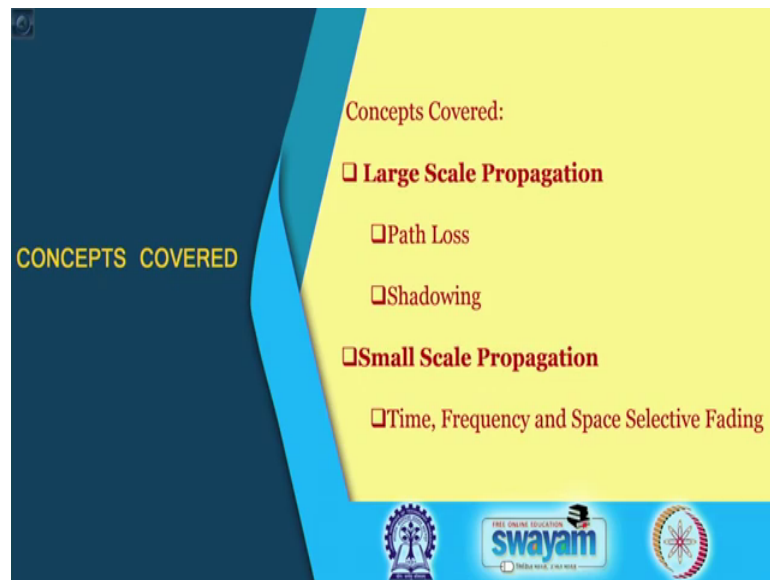 CONCEPTS COVERED
Concepts Covered:
Large Scale Propagation
Path Loss
Shadowing
Small Scale Propagation
Time, Frequency and Space Selective Fading
FREE ONLINE EDUCATION
swayam